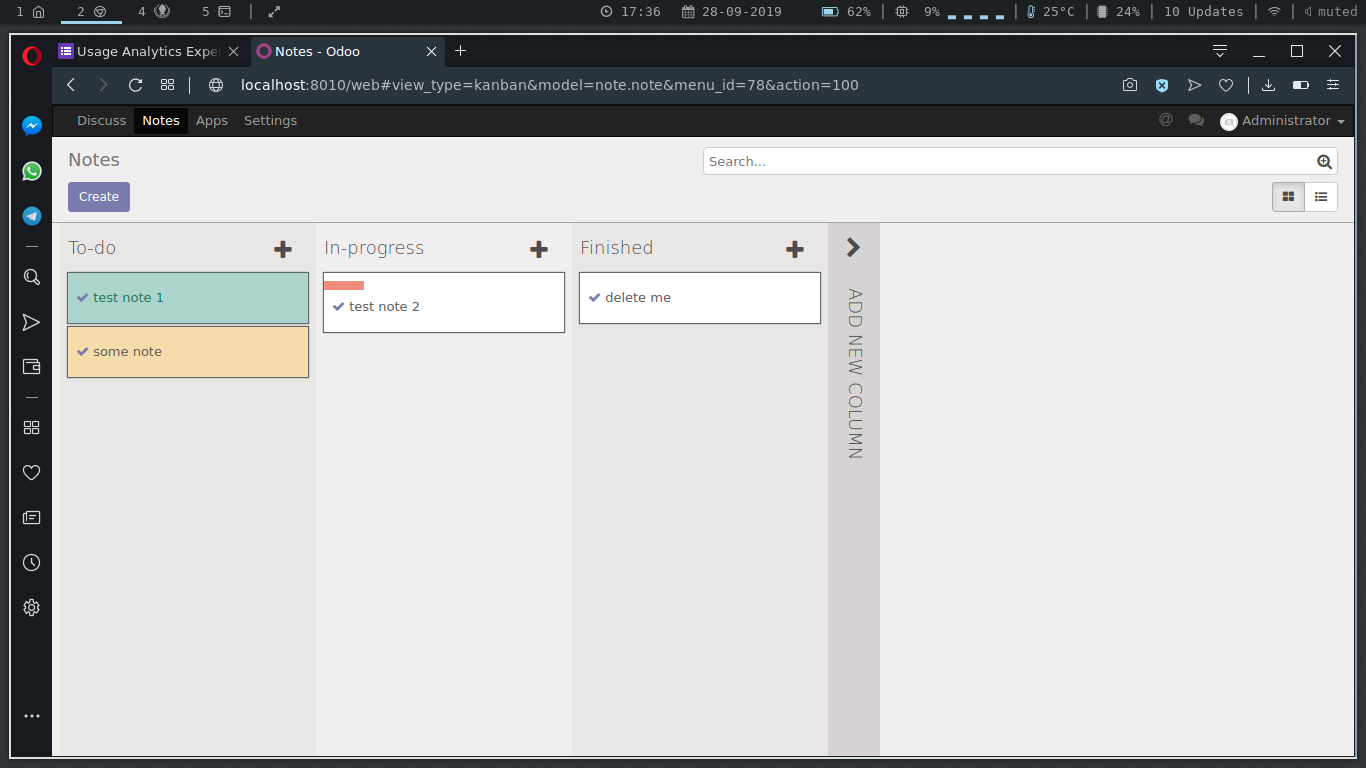 1 2 4 5 17:36 28-09-2019 62% 9% 25°C 24% 10 Updates muted
Usage Analytics Expe Notes - Odoo
localhost:8010/web#view_type=kanban&model=note.note&menu_id=78&action=100
Discuss Notes Apps Settings @ Administrator
Notes Search...
Create
To-do In-progress Finished
test note 1
some note
test note 2
delete me
ADD NEW COLUMN